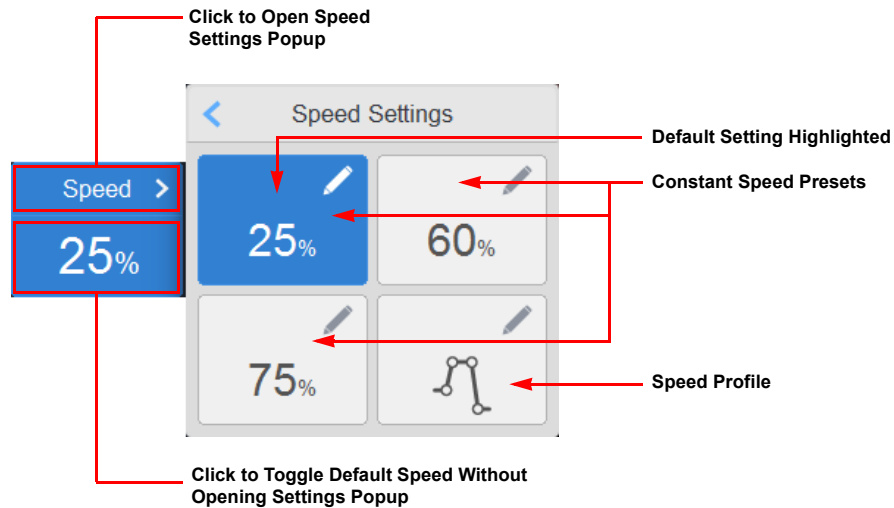 Click to Open Speed
Settings Popup
Speed Settings
Default Setting Highlighted
Speed
Constant Speed Presets
25%
25%
60%
75%
Speed Profile
Click to Toggle Default Speed Without
Opening Settings Popup